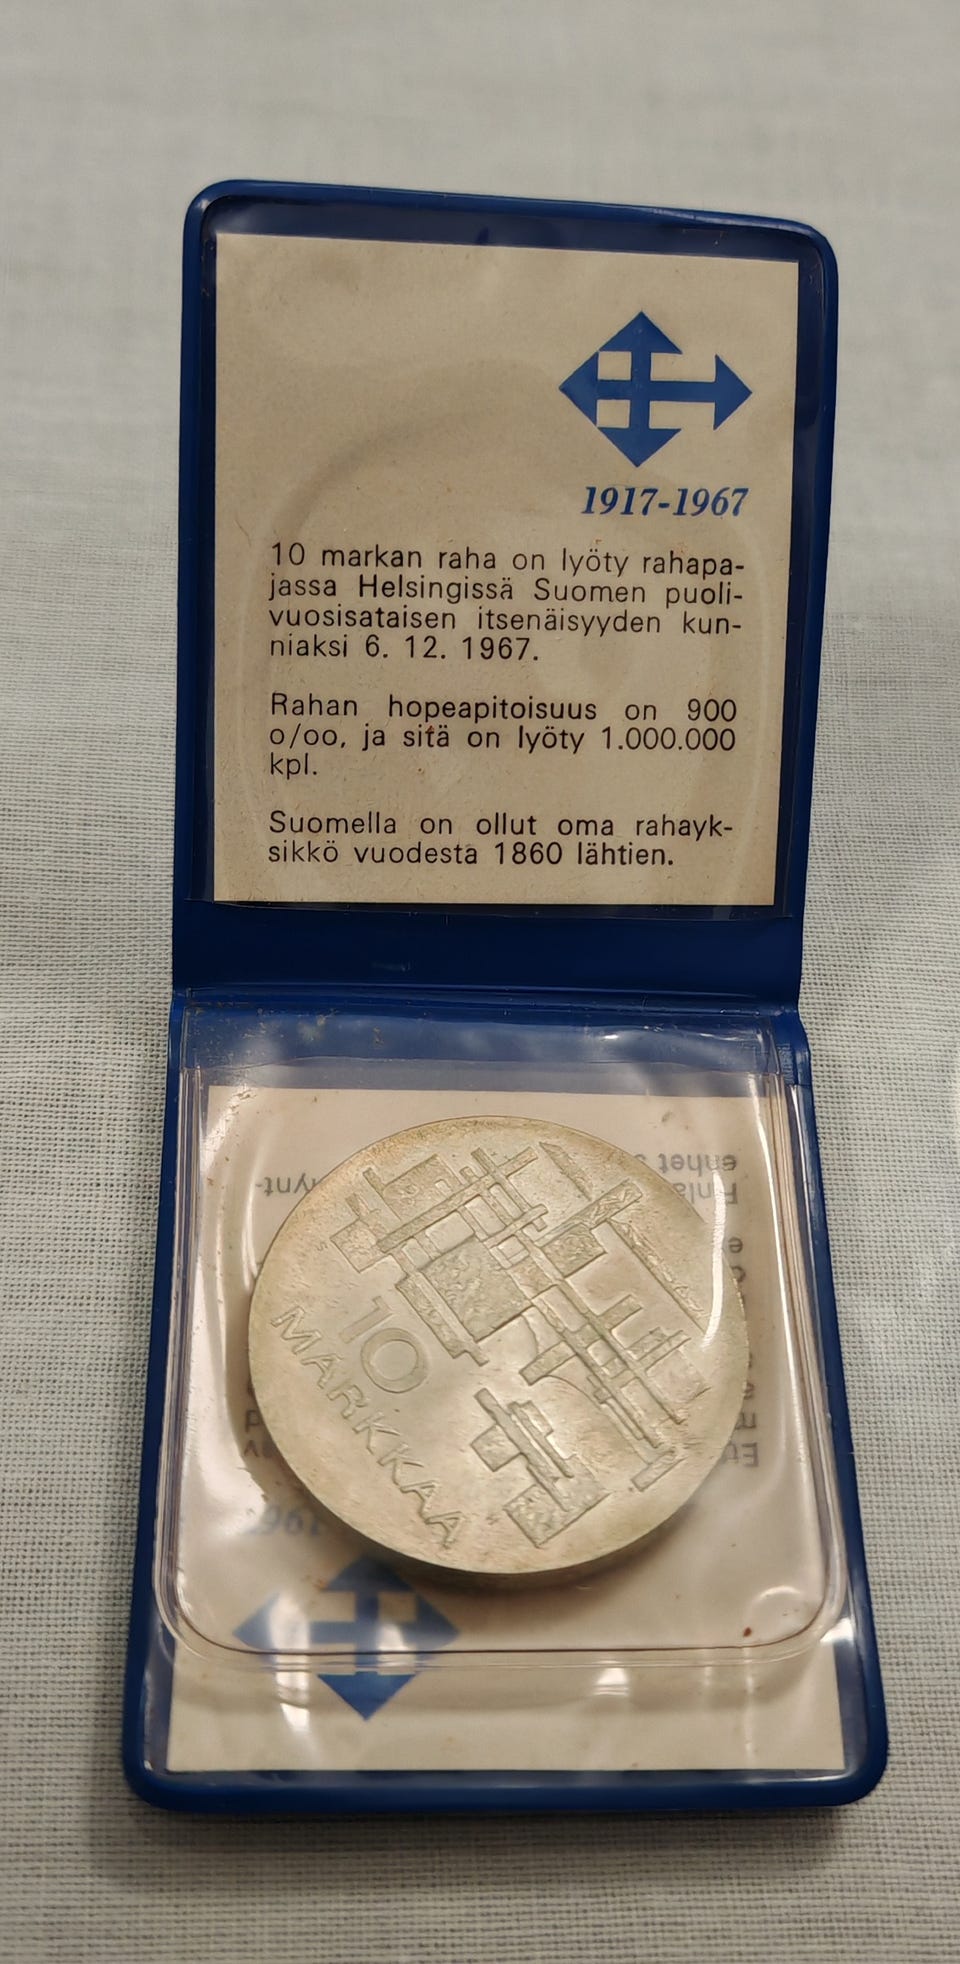 1917-1967
10 markan raha on lyöty rahapa-
jassa Helsingissä Suomen puoli-
vuosisataisen itsenäisyyden kun-
niaksi 6. 12. 1967.
Rahan hopeapitoisuus on 900
o/oo, ja sitä on lyöty 1.000.000
kpl.
Suomella on ollut oma rahayk-
sikkö vuodesta 1860 lähtien.
10
MARKKAA
enhet